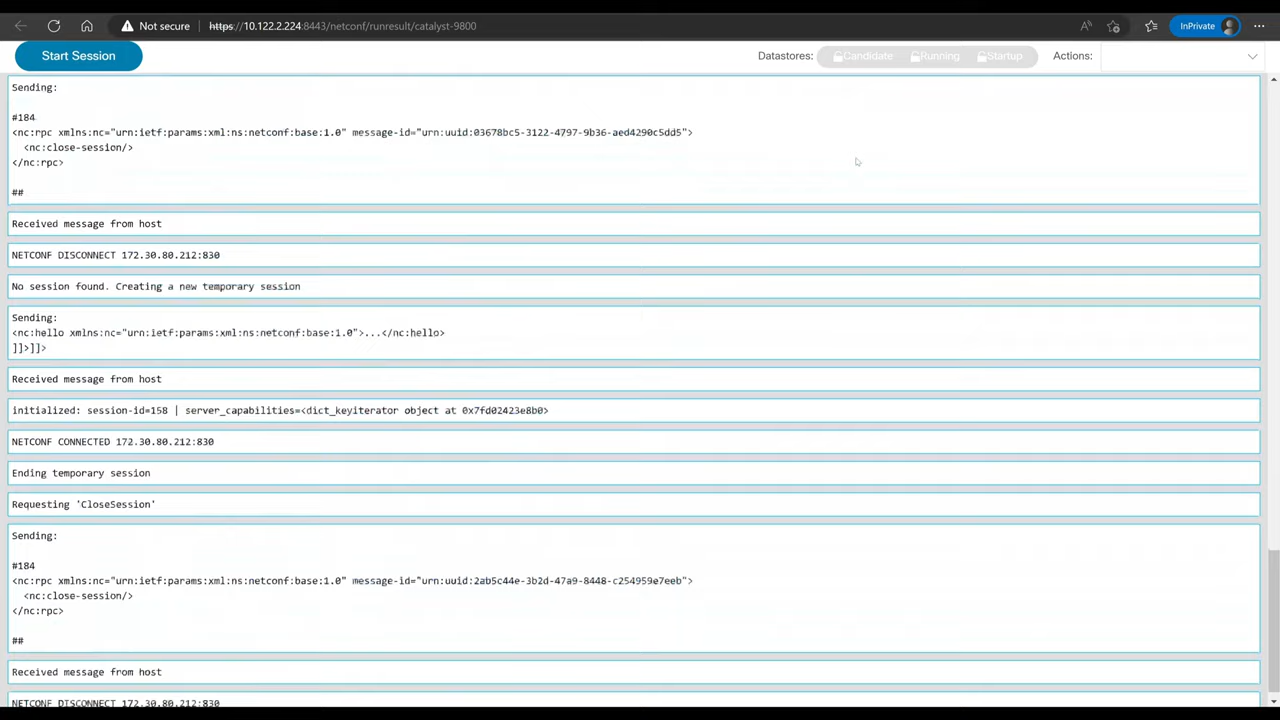 Not secure
https://10.122.2.224:8443/netconf/runresult/catalyst-9800
InPrivate
Start Session
Datastores:
Candidate
Running
Startup
Actions:
Sending:
#184
<nc:rpc xmlns:nc="urn:ietf:params:xml:ns:netconf:base:1.0" message-id="urn:uuid:03678bc5-3122-4797-9b36-aed4290c5dd5">
<nc:close-session/>
</nc:rpc>
##
Received message from host
NETCONF DISCONNECT 172.30.80.212:830
No session found. Creating a new temporary session
Sending:
<nc:hello xmlns:nc="urn:ietf:params:xml:ns:netconf:base:1.0">...</nc:hello>
]]>]]>
Received message from host
initialized: session-id=158 | server_capabilities=<dict_keyiterator object at 0x7fd02423e8b0>
NETCONF CONNECTED 172.30.80.212:830
Ending temporary session
Requesting 'CloseSession'
Sending:
#184
<nc:rpc xmlns:nc="urn:ietf:params:xml:ns:netconf:base:1.0" message-id="urn:uuid:2ab5c44e-3b2d-47a9-8448-c254959e7eeb">
<nc:close-session/>
</nc:rpc>
##
Received message from host
NETCONF DISCONNECT 172.30.80.212:830